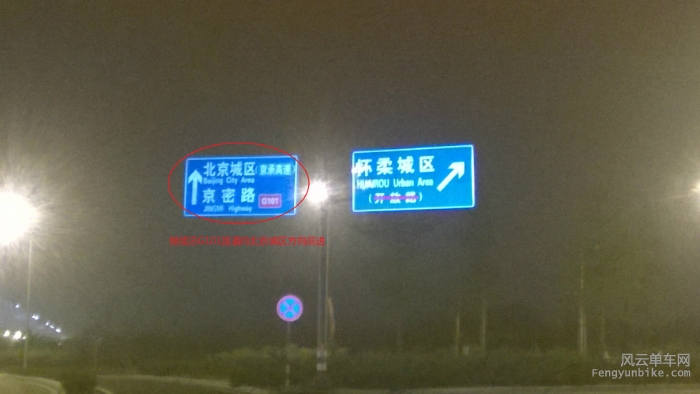 北京城区 京承高速
Beijing City Area
京密路 G101
JINGMI Highway
怀柔城区
HUAIROU Urban Area
风云单车网
Fengyunbike.com